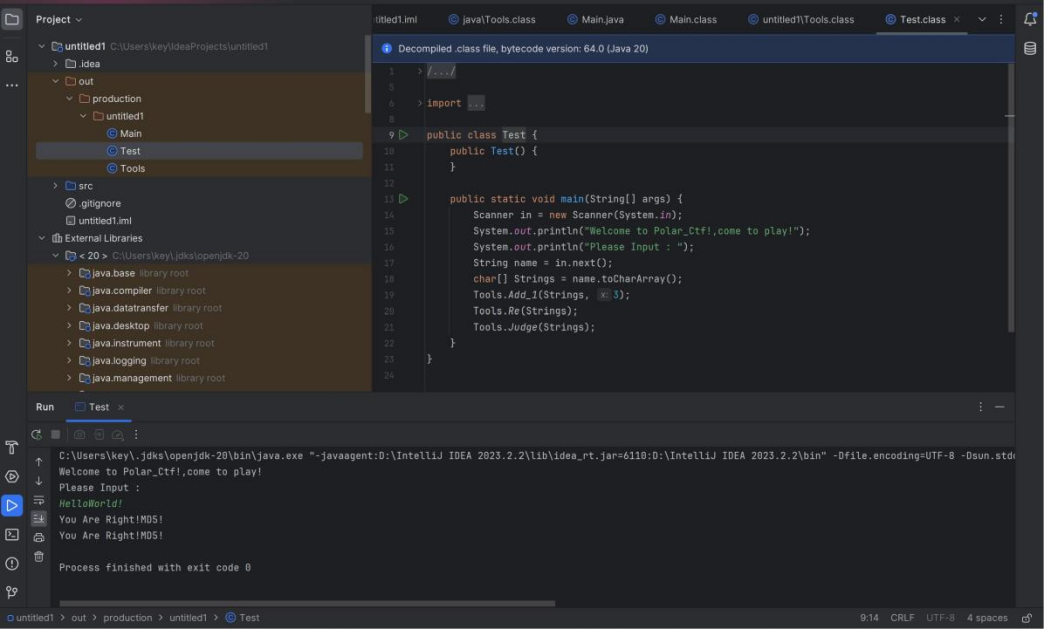 Project
titled1.iml
java\Tools.class
Main.java
Main.class
untitled1\Tools.class
Test.class
untitled1 C:\Users\key\IdeaProjects\untitled1
.idea
out
production
untitled1
Main
Test
Tools
src
.gitignore
untitled1.iml
External Libraries
< 20 > C:\Users\key\.jdks\openjdk-20
java.base library root
java.compiler library root
java.datatransfer library root
java.desktop library root
java.instrument library root
java.logging library root
java.management library root
Decompiled .class file, bytecode version: 64.0 (Java 20)
1 /.../
5
6 import ...
8
9 public class Test {
10 public Test() {
11 }
12
13 public static void main(String[] args) {
14 Scanner in = new Scanner(System.in);
15 System.out.println("Welcome to Polar_Ctf!,come to play!");
16 System.out.println("Please Input : ");
17 String name = in.next();
18 char[] Strings = name.toCharArray();
19 Tools.Add_1(Strings, x: 3);
20 Tools.Re(Strings);
21 Tools.Judge(Strings);
22 }
23 }
24
Run Test
C:\Users\key\.jdks\openjdk-20\bin\java.exe "-javaagent:D:\IntelliJ IDEA 2023.2.2\lib\idea_rt.jar=6110:D:\IntelliJ IDEA 2023.2.2\bin" -Dfile.encoding=UTF-8 -Dsun.std
Welcome to Polar_Ctf!,come to play!
Please Input :
HelloWorld!
You Are Right!MD5!
You Are Right!MD5!
Process finished with exit code 0
untitled1 > out > production > untitled1 > Test
9:14 CRLF UTF-8 4 spaces